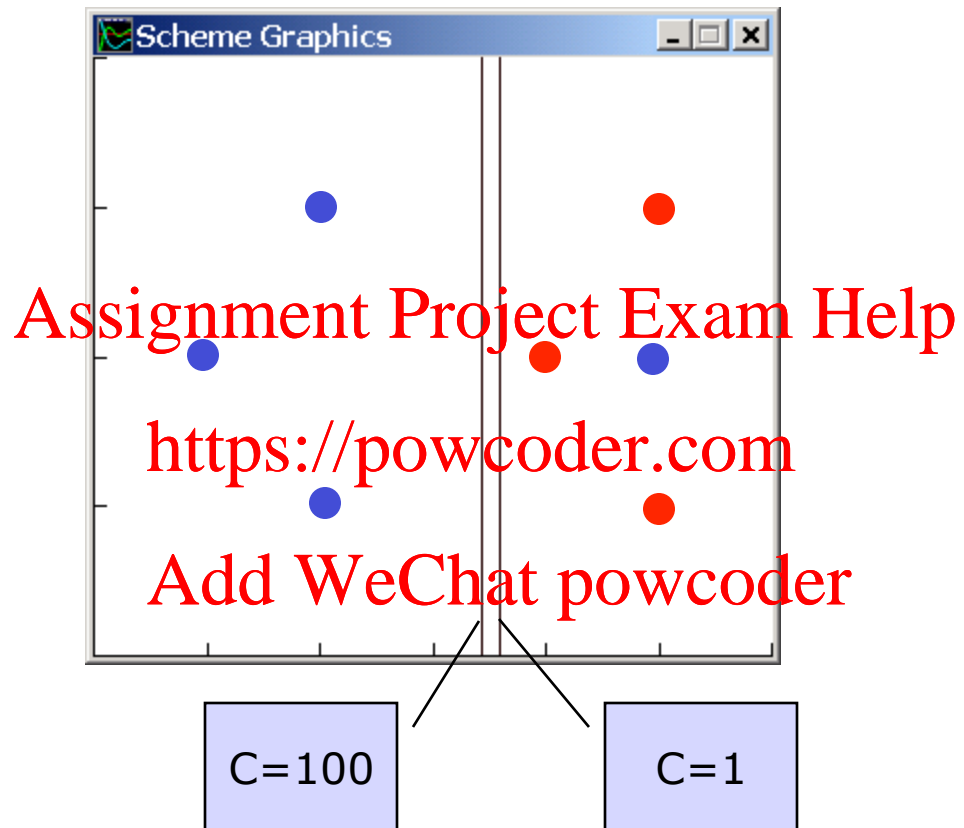 Scheme Graphics
Assignment Project Exam Help
https://powcoder.com
Add WeChat powcoder
C=100
C=1